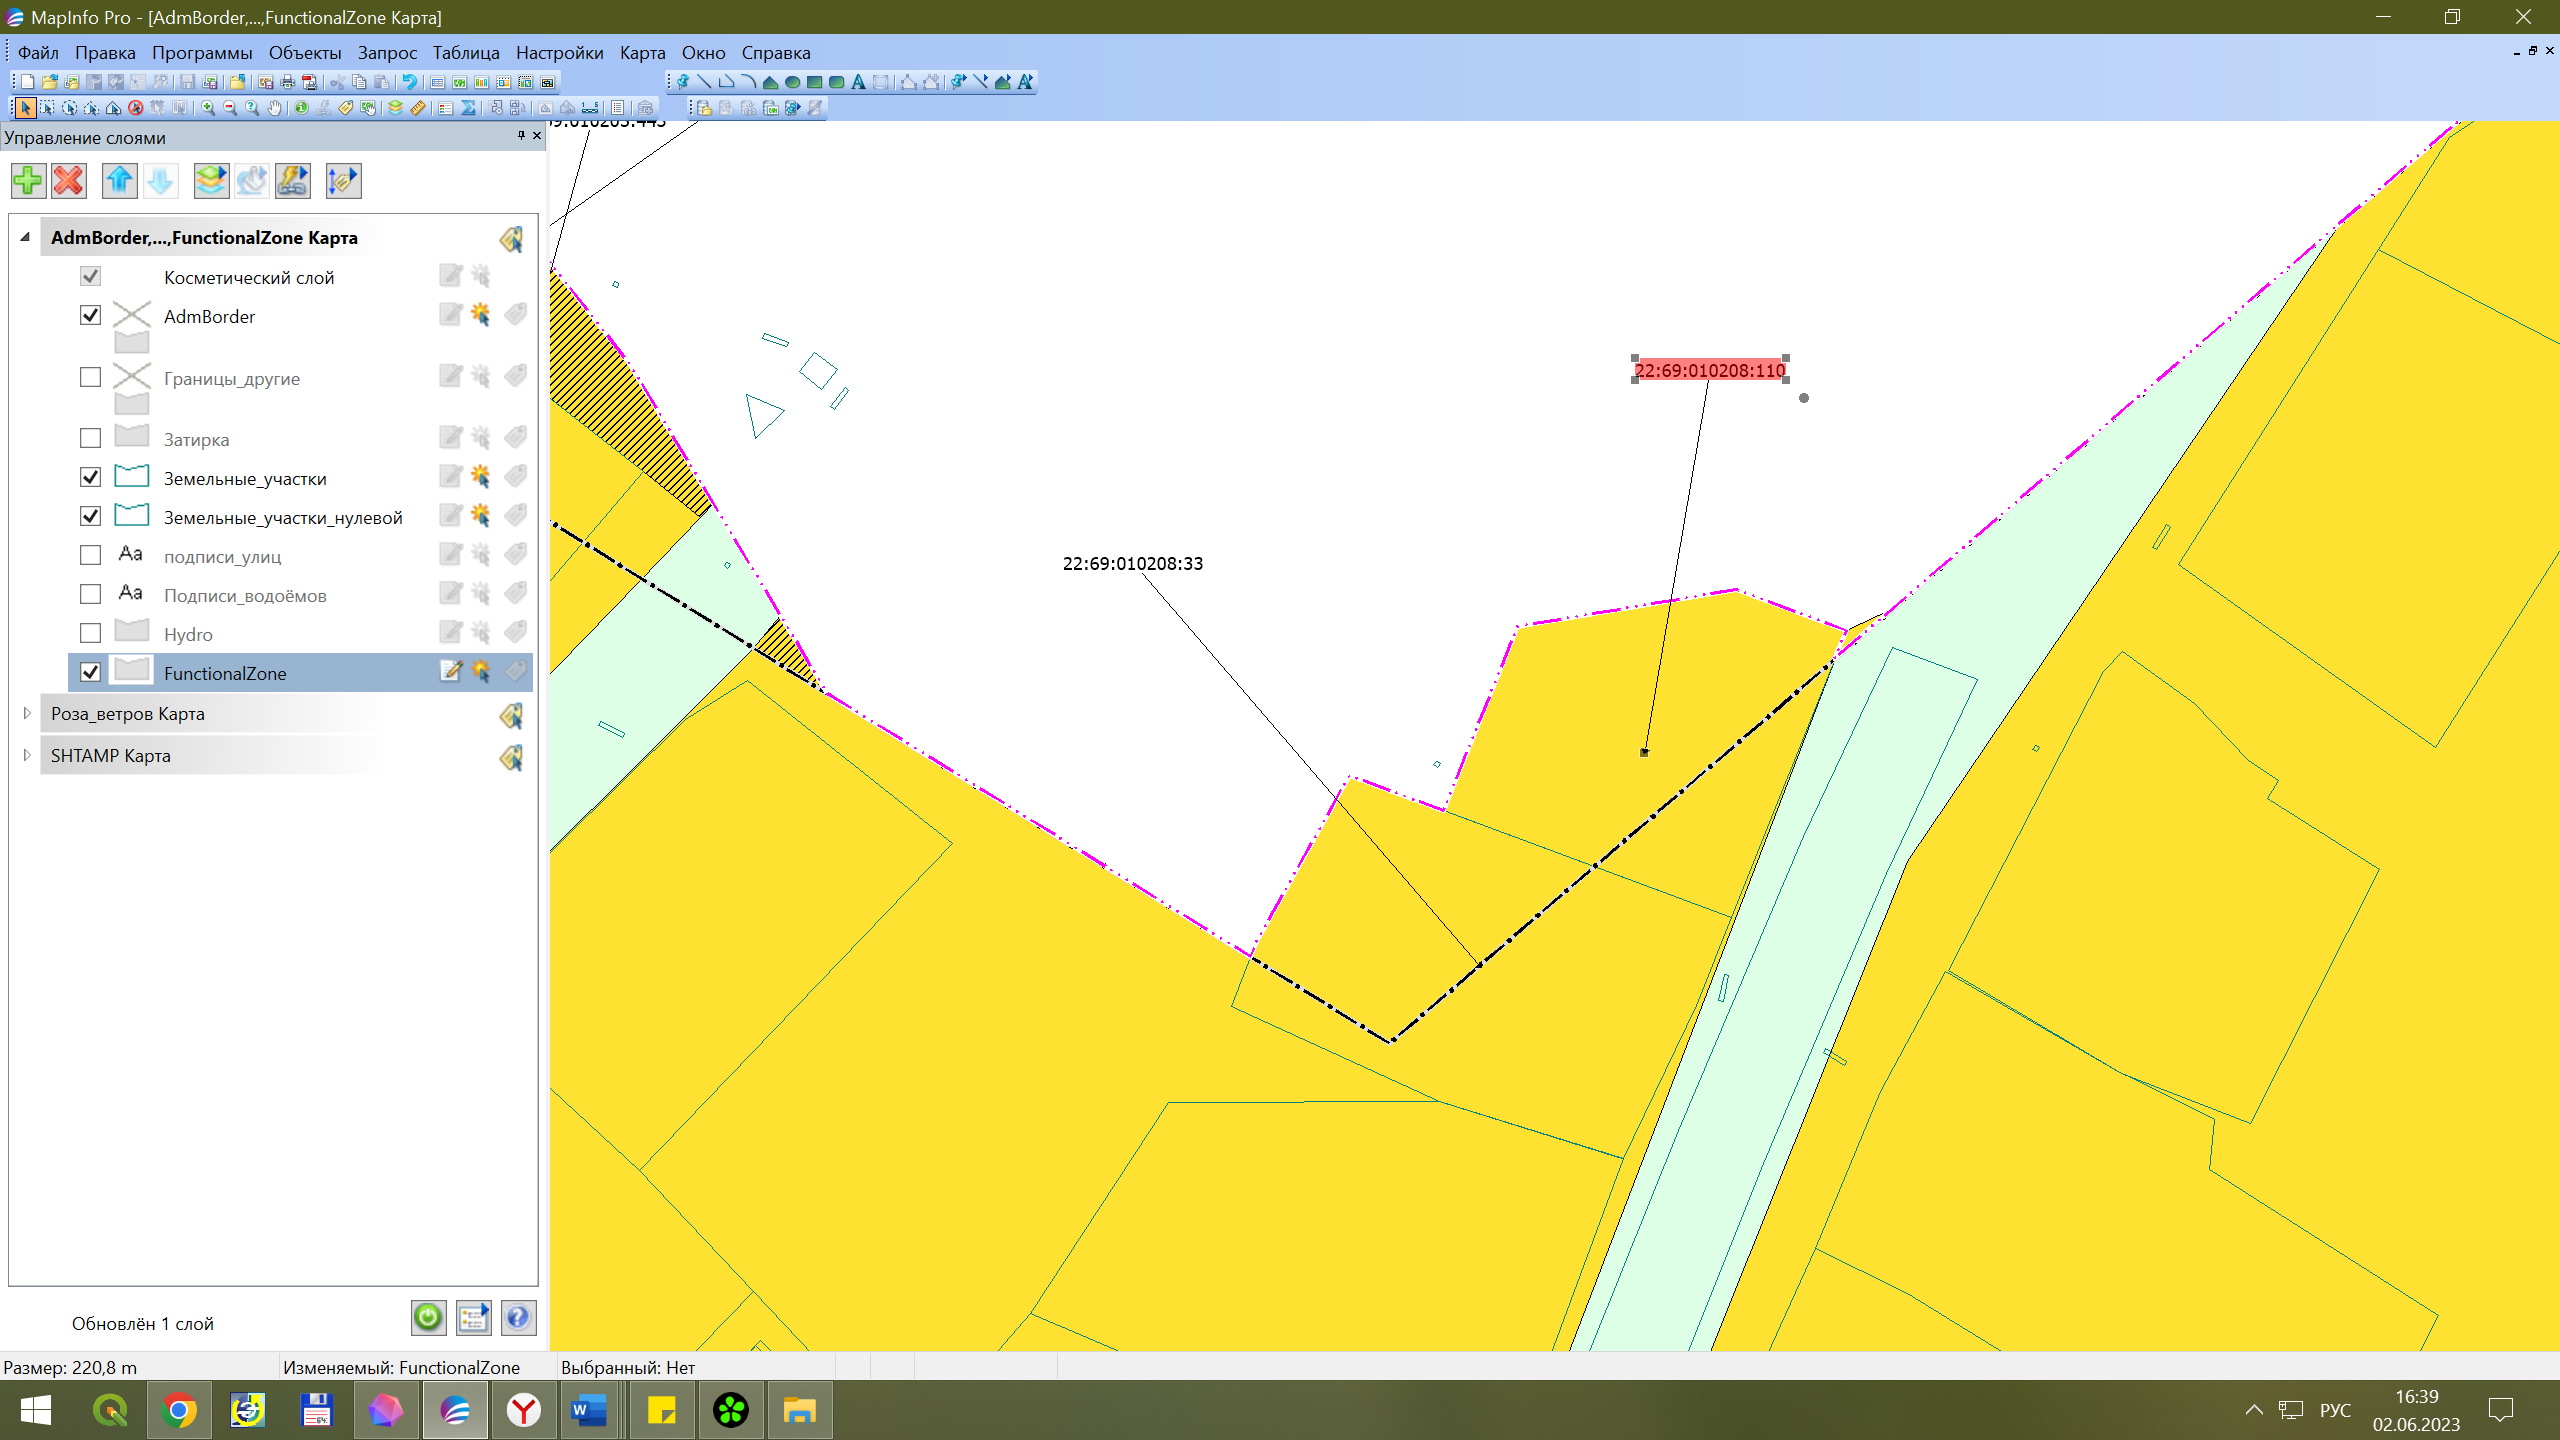 MapInfo Pro - [AdmBorder,...,FunctionalZone Карта]
Файл Правка Программы Объекты Запрос Таблица Настройки Карта Окно Справка
Управление слоями
AdmBorder,...,FunctionalZone Карта
Косметический слой
AdmBorder
Границы_другие
Затирка
Земельные_участки
Земельные_участки_нулевой
Aa подписи_улиц
Aa Подписи_водоёмов
Hydro
FunctionalZone
Роза_ветров Карта
SHTAMP Карта
Обновлён 1 слой
22:69:010208:110
22:69:010208:33
Размер: 220,8 m Изменяемый: FunctionalZone Выбранный: Нет
РУС
16:39
02.06.2023